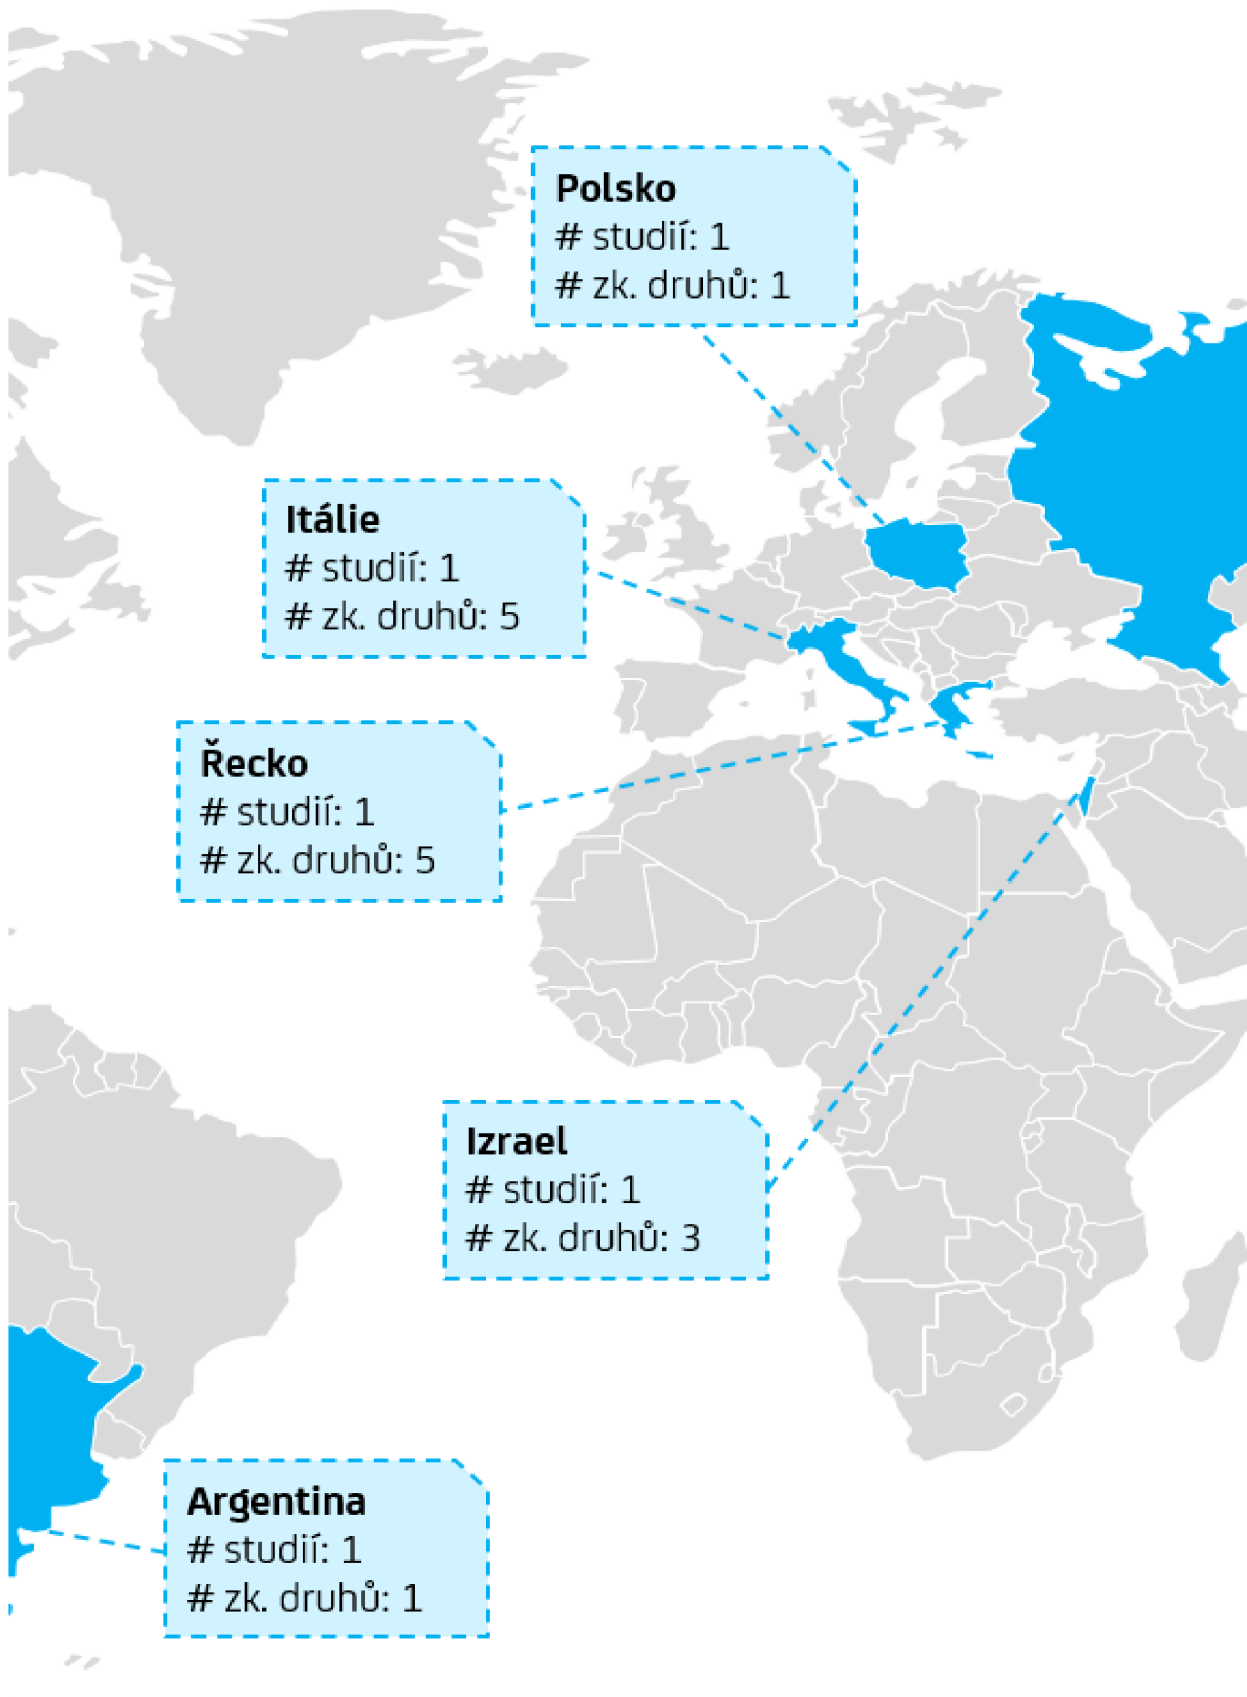 Polsko
# studií: 1
# zk. druhů: 1
Itálie
# studií: 1
# zk. druhů: 5
Řecko
# studií: 1
# zk. druhů: 5
Izrael
# studií: 1
# zk. druhů: 3
Argentina
# studií: 1
# zk. druhů: 1